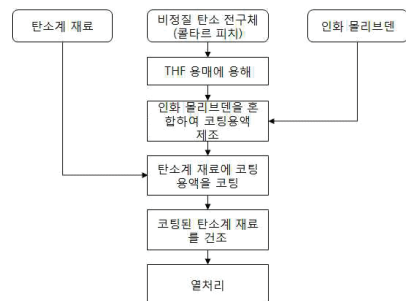 탄소계 재료
비정질 탄소 전구체
(콜타르 피치)
인화 몰리브덴
THF 용매에 용해
인화 몰리브덴을 혼
합하여 코팅용액
제조
탄소계 재료에 코팅
용액을 코팅
코팅된 탄소계 재료
를 건조
열처리